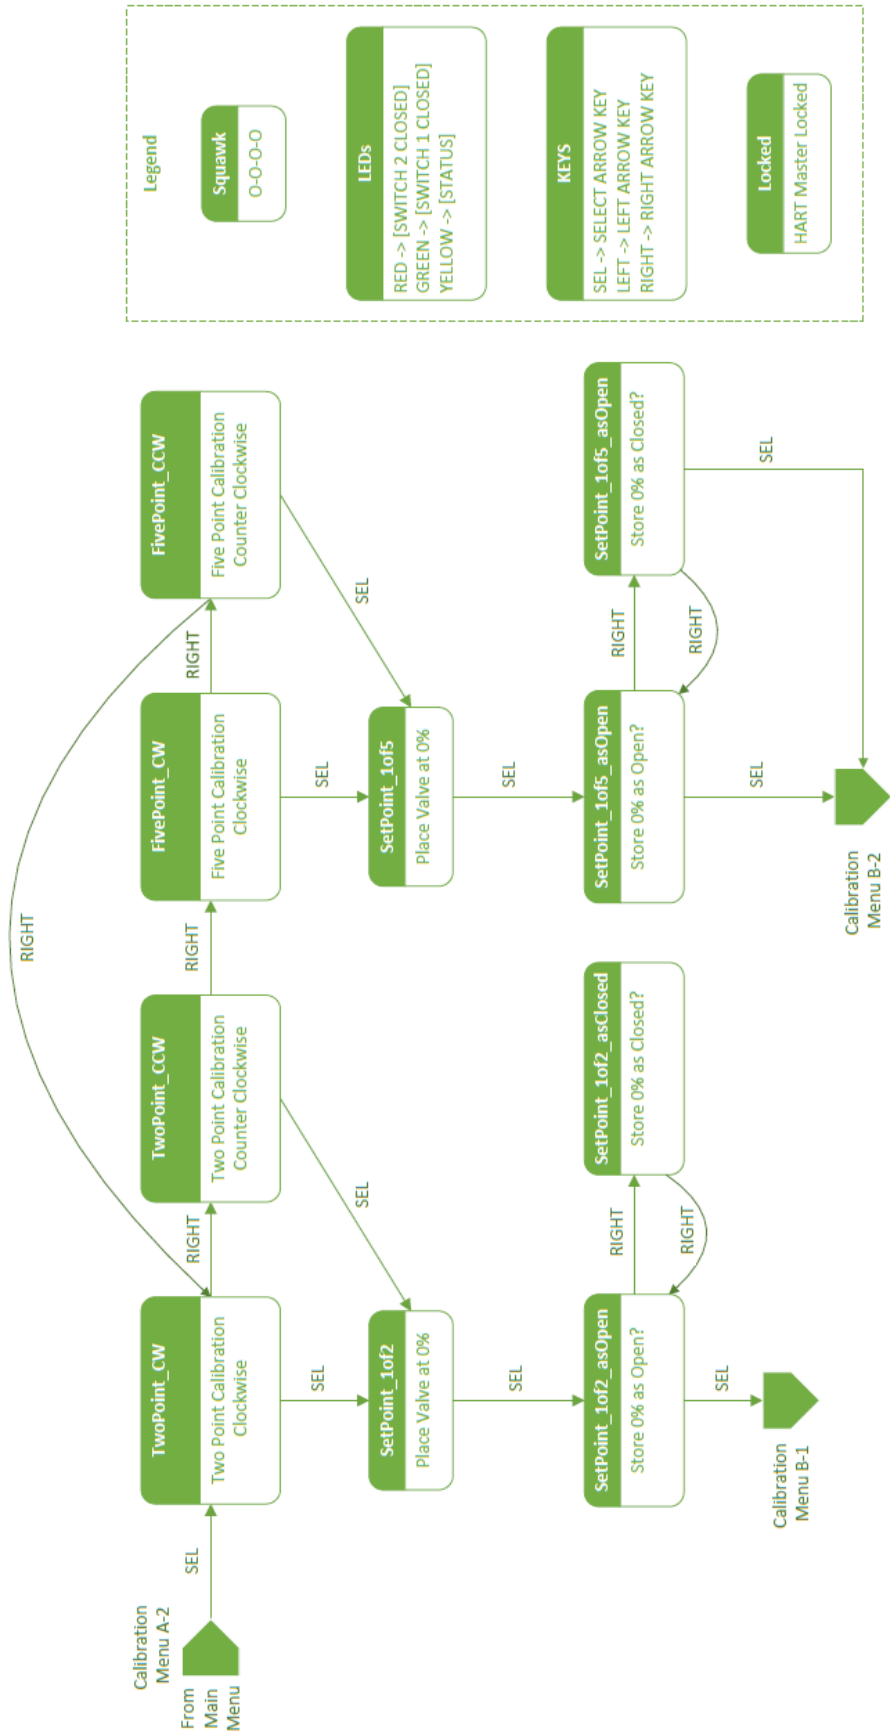 Calibration
Menu A-2
From
Main
Menu
SEL
TwoPoint_CW
Two Point Calibration
Clockwise
RIGHT
TwoPoint_CCW
Two Point Calibration
Counter Clockwise
RIGHT
FivePoint_CW
Five Point Calibration
Clockwise
RIGHT
FivePoint_CCW
Five Point Calibration
Counter Clockwise
RIGHT
SEL
SEL
SEL
SEL
SetPoint_1of2
Place Valve at 0%
SetPoint_1of5
Place Valve at 0%
SEL
SEL
SetPoint_1of2_asOpen
Store 0% as Open?
RIGHT
SetPoint_1of2_asClosed
Store 0% as Closed?
RIGHT
SetPoint_1of5_asOpen
Store 0% as Open?
RIGHT
SetPoint_1of5_asOpen
Store 0% as Closed?
RIGHT
SEL
SEL
SEL
Calibration
Menu B-1
Calibration
Menu B-2
Legend
Squawk
O-O-O-O
LEDs
RED -> [SWITCH 2 CLOSED]
GREEN -> [SWITCH 1 CLOSED]
YELLOW -> [STATUS]
KEYS
SEL -> SELECT ARROW KEY
LEFT -> LEFT ARROW KEY
RIGHT -> RIGHT ARROW KEY
Locked
HART Master Locked